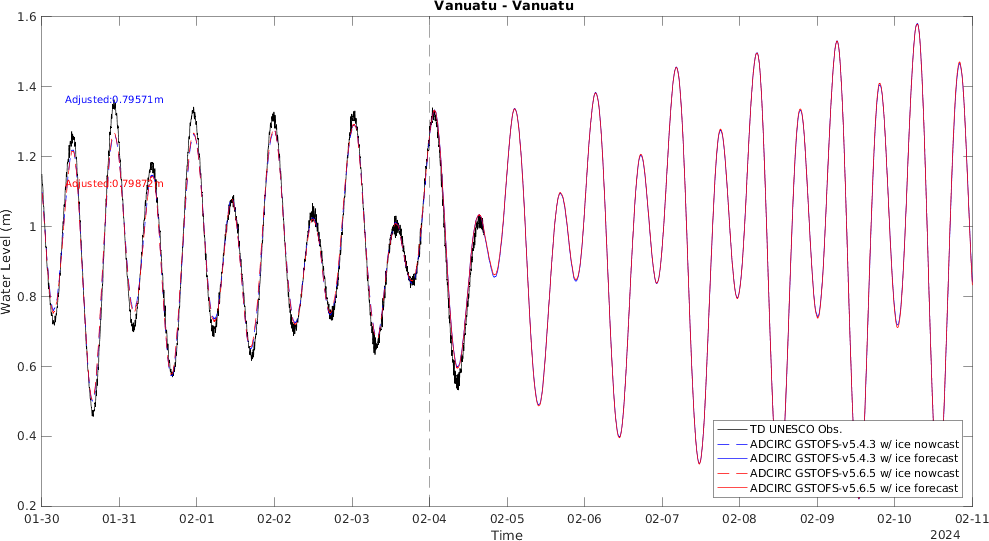 Vanuatu - Vanuatu
1.6
1.4
1.2
1
0.8
0.6
0.4
0.2
Water Level (m)
Adjusted:0.79571m
Adjusted:0.79872m
TD UNESCO Obs.
ADCIRC GSTOFS-v5.4.3 w/ ice nowcast
ADCIRC GSTOFS-v5.4.3 w/ ice forecast
ADCIRC GSTOFS-v5.6.5 w/ ice nowcast
ADCIRC GSTOFS-v5.6.5 w/ ice forecast
01-30 01-31 02-01 02-02 02-03 02-04 02-05 02-06 02-07 02-08 02-09 02-10 02-11
Time
2024